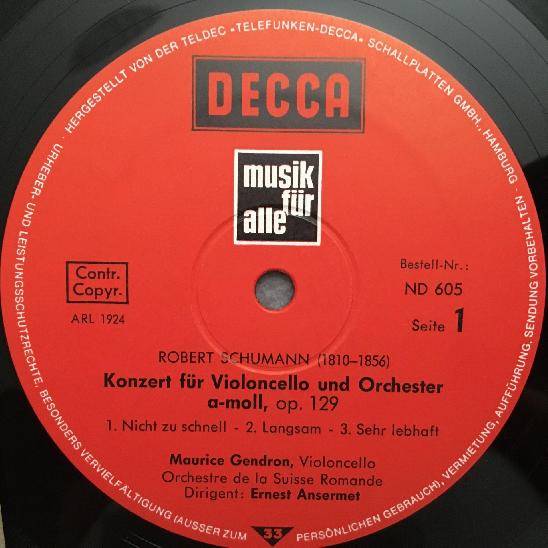 · HERGESTELLT VON DER TELDEC »TELEFUNKEN-DECCA« SCHALLPLATTEN GMBH, HAMBURG ·
URHEBER- UND LEISTUNGSSCHUTZRECHTE, BESONDERS VERVIELFÄLTIGUNG (AUSSER ZUM PERSÖNLICHEN GEBRAUCH), VERMIETUNG, AUFFÜHRUNG, SENDUNG VORBEHALTEN
DECCA
musik
für
alle
Contr.
Copyr.
ARL 1924
Bestell-Nr.:
ND 605
Seite 1
ROBERT SCHUMANN (1810–1856)
Konzert für Violoncello und Orchester
a-moll, op. 129
1. Nicht zu schnell - 2. Langsam - 3. Sehr lebhaft
Maurice Gendron, Violoncello
Orchestre de la Suisse Romande
Dirigent: Ernest Ansermet
33